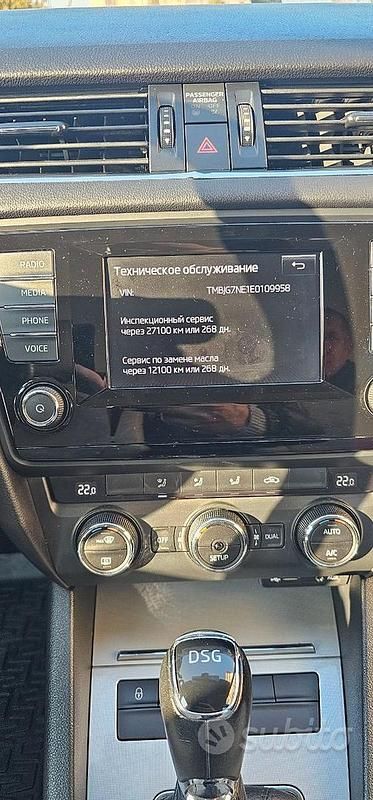 PASSENGER
AIRBAG
ON OFF
RADIO
MEDIA
PHONE
VOICE
Техническое обслуживание
VIN: TMBJG7NE1E0109958
Инспекционный сервис
через 27100 км или 268 дн.
Сервис по замене масла
через 12100 км или 268 дн.
22.0
22.0
MAX
OFF
SETUP
DUAL
AUTO
A/C
DSG
subito